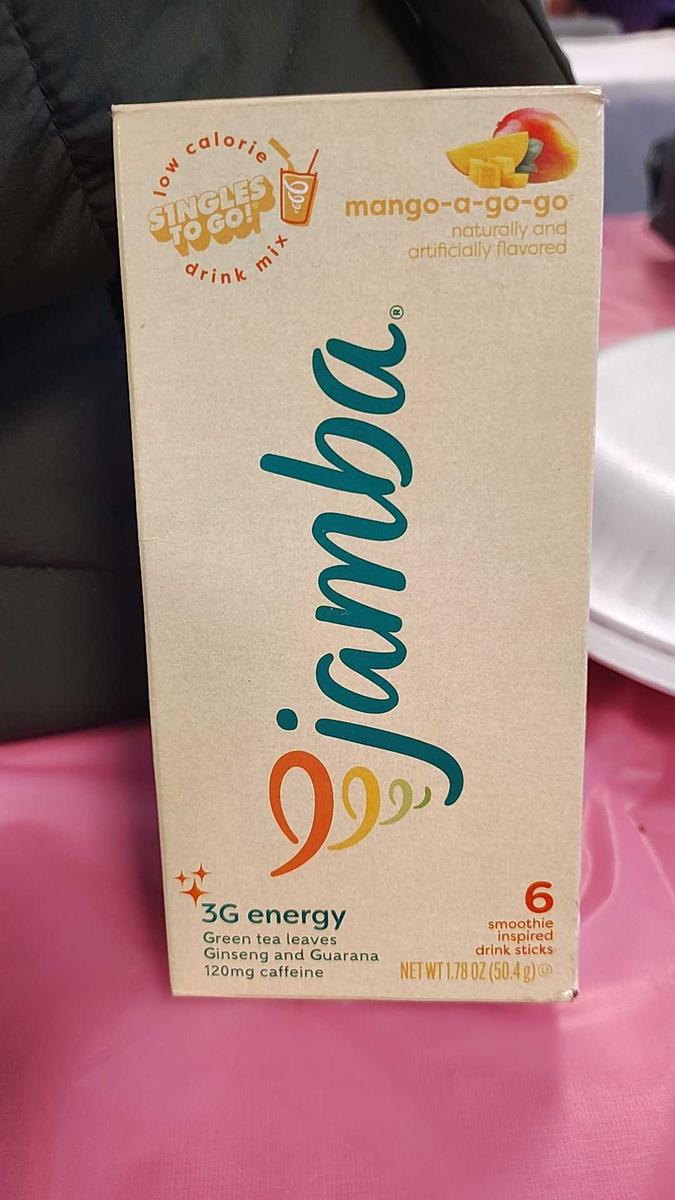 low calorie
SINGLES
TO GO!
drink mix
mango-a-go-go
naturally and
artificially flavored
jamba®
3G energy
Green tea leaves
Ginseng and Guarana
120mg caffeine
6
smoothie
inspired
drink sticks
NET WT 1.78 OZ (50.4 g) Ⓤ